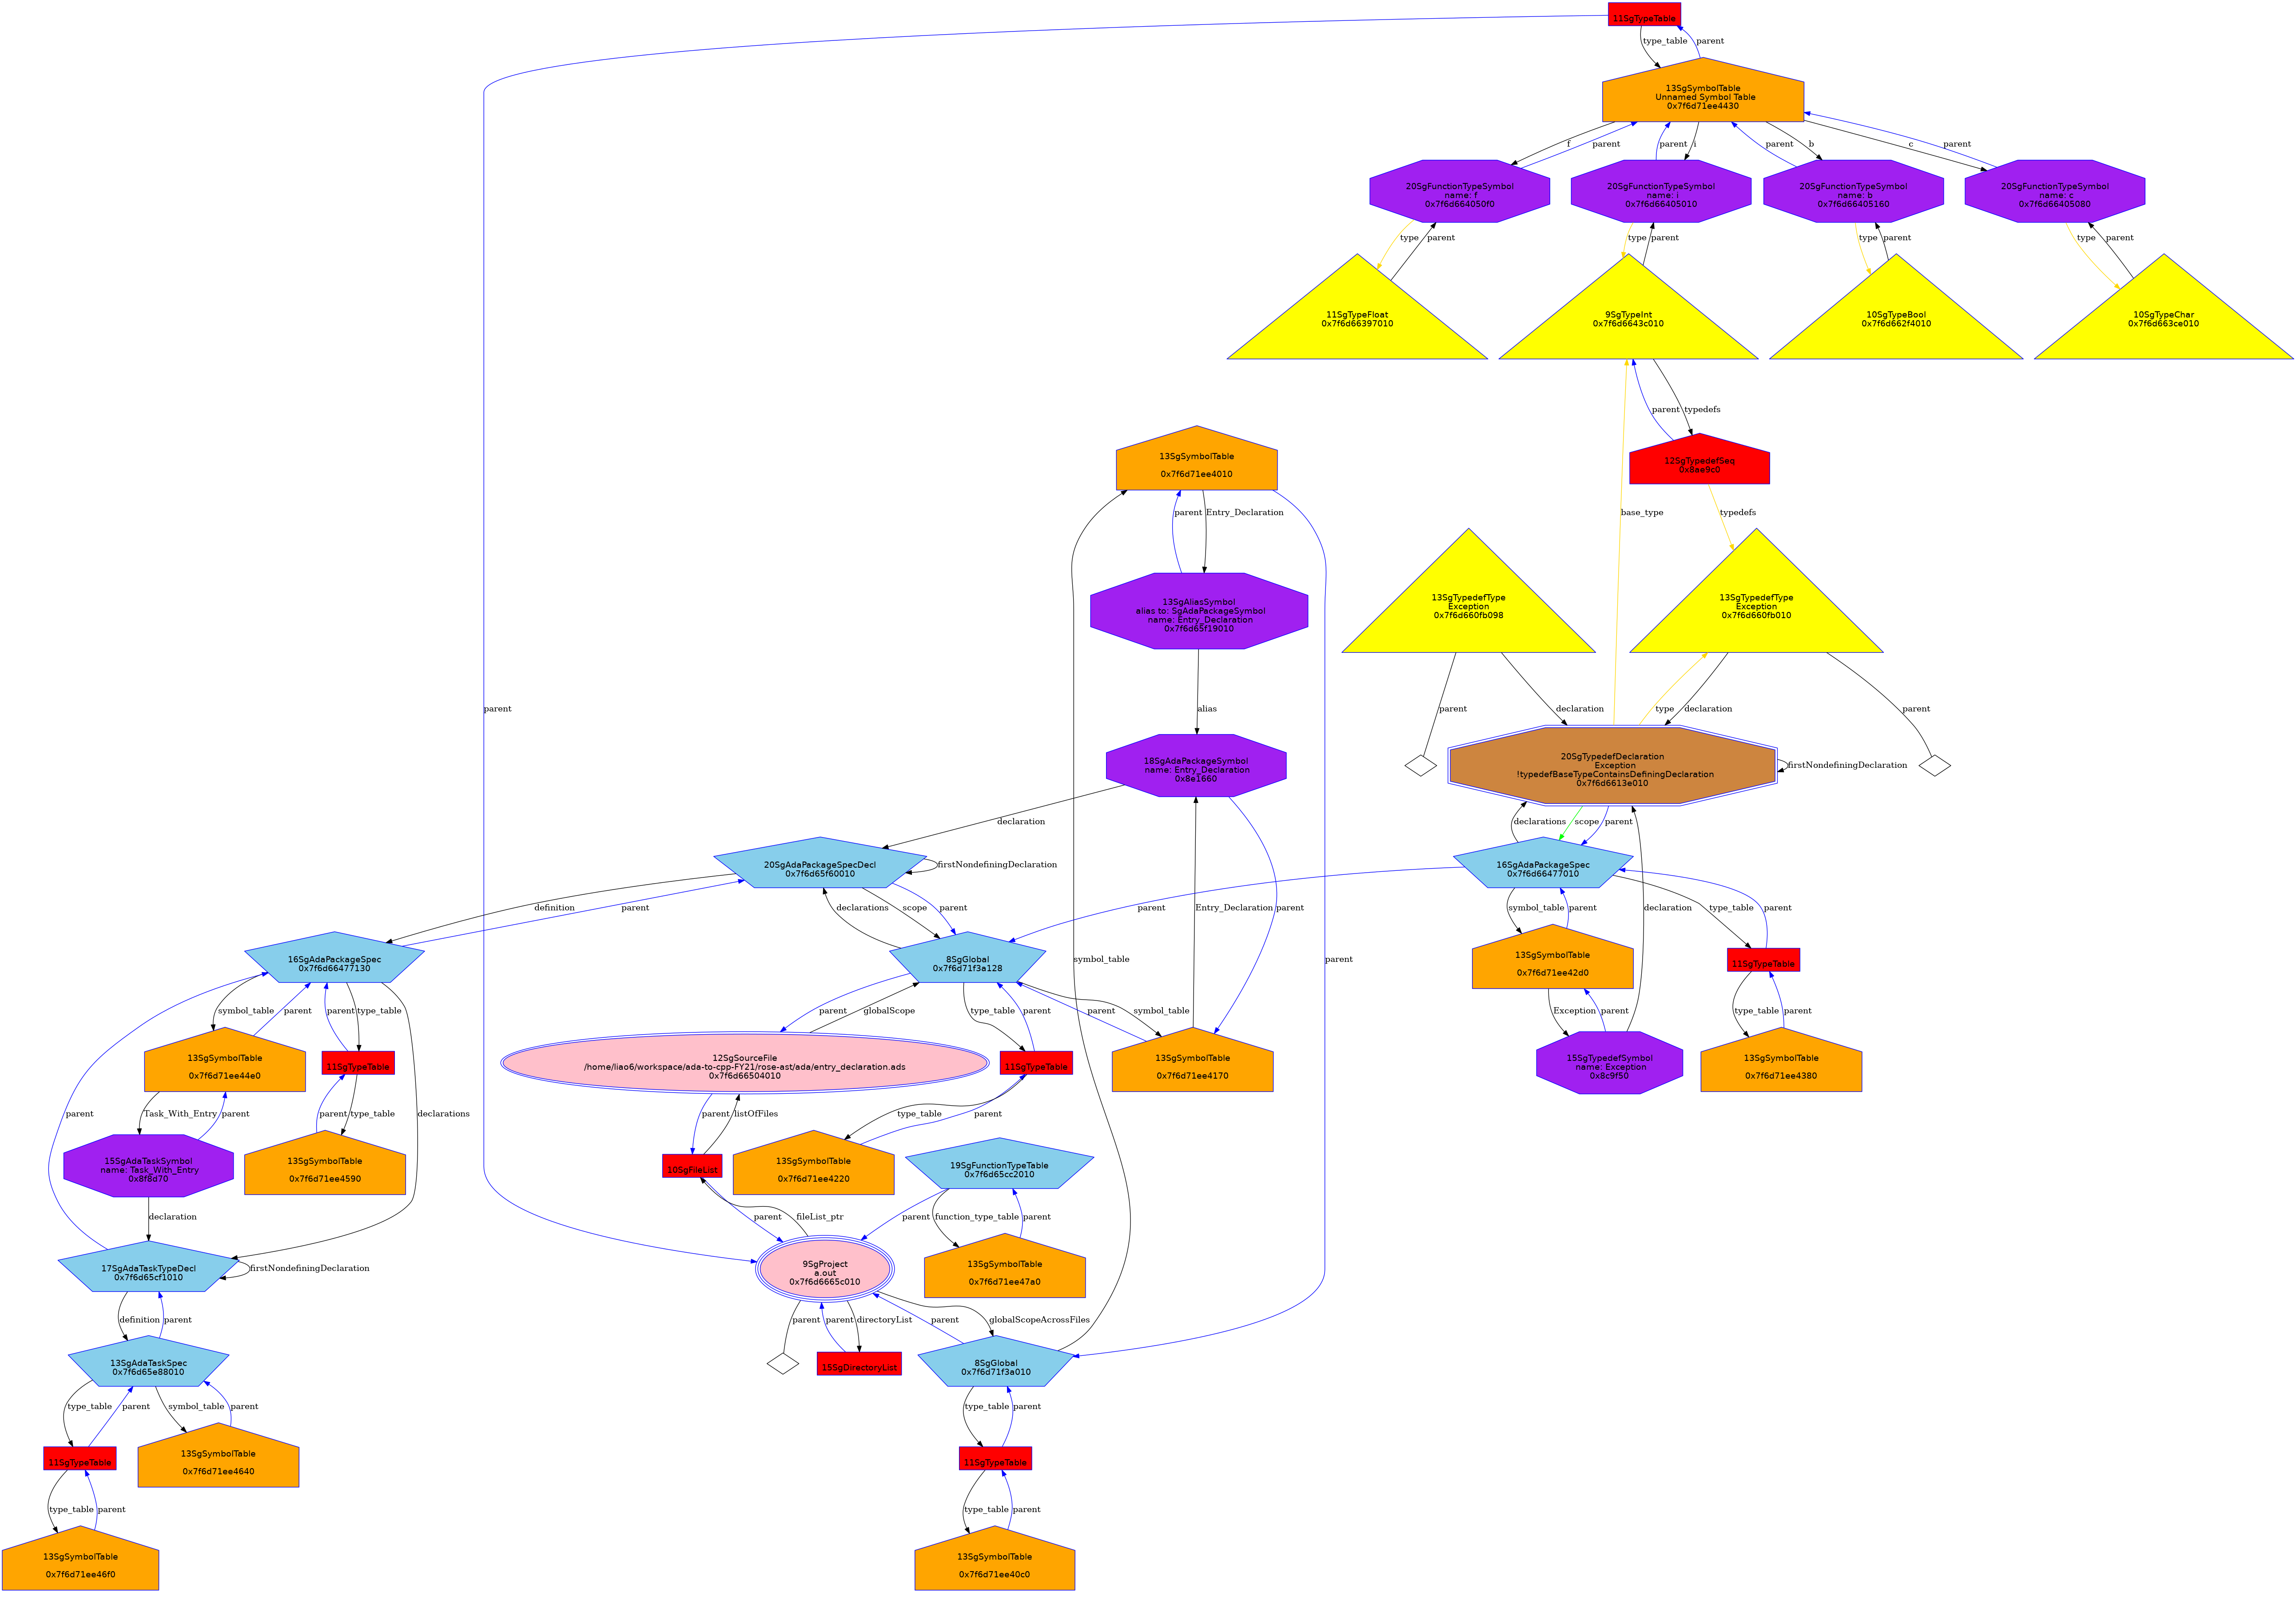 11SgTypeTable
type_table
parent
13SgSymbolTable
Unnamed Symbol Table
0x7f6d71ee4430
f
parent
parent
i
parent
b
c
parent
20SgFunctionTypeSymbol
name: f
0x7f6d664050f0
20SgFunctionTypeSymbol
name: i
0x7f6d66405010
20SgFunctionTypeSymbol
name: b
0x7f6d66405160
20SgFunctionTypeSymbol
name: c
0x7f6d66405080
type
parent
type
parent
type
parent
type
parent
11SgTypeFloat
0x7f6d66397010
9SgTypeInt
0x7f6d6643c010
10SgTypeBool
0x7f6d662f4010
10SgTypeChar
0x7f6d663ce010
parent
typedefs
13SgSymbolTable
0x7f6d71ee4010
12SgTypedefSeq
0x8ae9c0
parent
Entry_Declaration
base_type
typedefs
13SgAliasSymbol
alias to: SgAdaPackageSymbol
name: Entry_Declaration
0x7f6d65f19010
13SgTypedefType
Exception
0x7f6d660fb098
13SgTypedefType
Exception
0x7f6d660fb010
parent
alias
parent
declaration
type
declaration
parent
18SgAdaPackageSymbol
name: Entry_Declaration
0x8e1660
20SgTypedefDeclaration
Exception
!typedefBaseTypeContainsDefiningDeclaration
0x7f6d6613e010
firstNondefiningDeclaration
declaration
declarations
scope
parent
20SgAdaPackageSpecDecl
0x7f6d65f60010
firstNondefiningDeclaration
16SgAdaPackageSpec
0x7f6d66477010
definition
parent
declarations
scope
parent
parent
Entry_Declaration
parent
symbol_table
parent
declaration
type_table
parent
16SgAdaPackageSpec
0x7f6d66477130
8SgGlobal
0x7f6d71f3a128
symbol_table
parent
13SgSymbolTable
0x7f6d71ee42d0
11SgTypeTable
symbol_table
parent
parent
type_table
parent
globalScope
type_table
parent
parent
symbol_table
Exception
parent
type_table
parent
13SgSymbolTable
0x7f6d71ee44e0
11SgTypeTable
12SgSourceFile
/home/liao6/workspace/ada-to-cpp-FY21/rose-ast/ada/entry_declaration.ads
0x7f6d66504010
11SgTypeTable
13SgSymbolTable
0x7f6d71ee4170
15SgTypedefSymbol
name: Exception
0x8c9f50
13SgSymbolTable
0x7f6d71ee4380
parent
Task_With_Entry
parent
parent
type_table
declarations
parent
listOfFiles
type_table
parent
15SgAdaTaskSymbol
name: Task_With_Entry
0x8f8d70
13SgSymbolTable
0x7f6d71ee4590
10SgFileList
13SgSymbolTable
0x7f6d71ee4220
19SgFunctionTypeTable
0x7f6d65cc2010
declaration
parent
fileList_ptr
parent
function_type_table
parent
17SgAdaTaskTypeDecl
0x7f6d65cf1010
firstNondefiningDeclaration
9SgProject
a.out
0x7f6d6665c010
13SgSymbolTable
0x7f6d71ee47a0
definition
parent
parent
parent
directoryList
parent
globalScopeAcrossFiles
13SgAdaTaskSpec
0x7f6d65e88010
15SgDirectoryList
8SgGlobal
0x7f6d71f3a010
type_table
parent
symbol_table
parent
type_table
parent
11SgTypeTable
13SgSymbolTable
0x7f6d71ee4640
11SgTypeTable
type_table
parent
type_table
parent
13SgSymbolTable
0x7f6d71ee46f0
13SgSymbolTable
0x7f6d71ee40c0